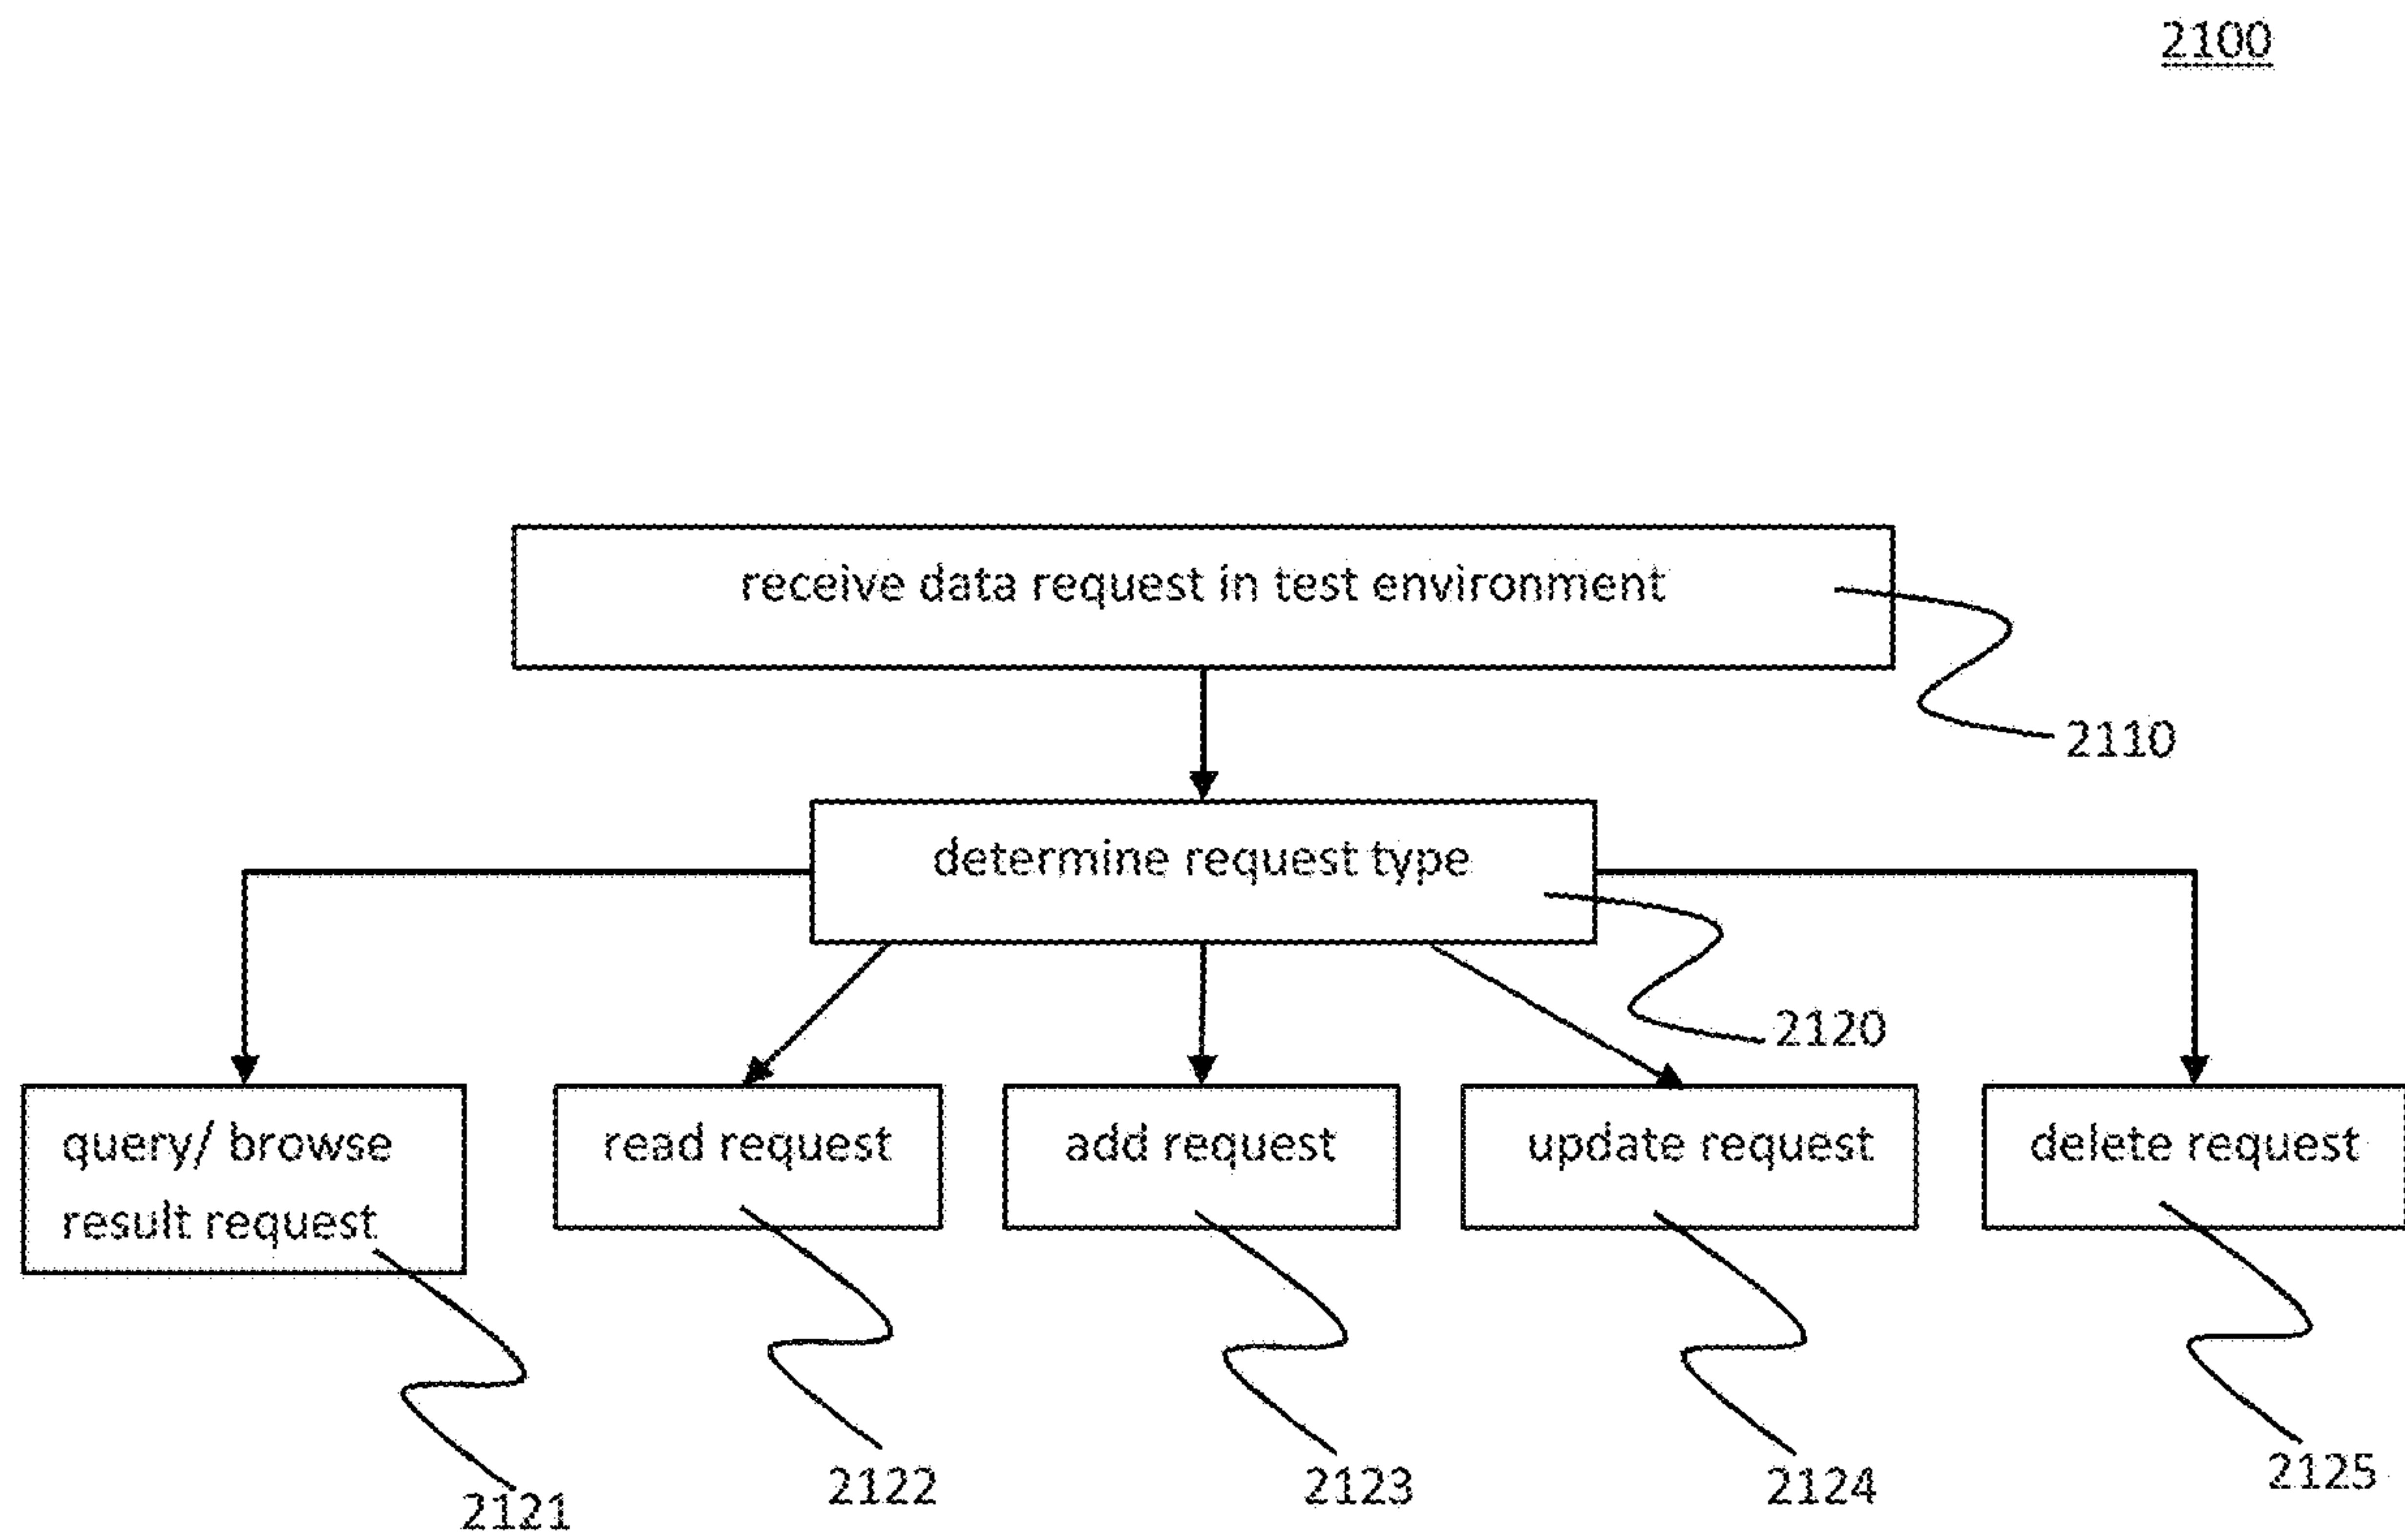 2100
receive data request in test environment
2110
determine request type
2120
query/ browse
result request
read request
add request
update request
delete request
2121
2122
2123
2124
2125